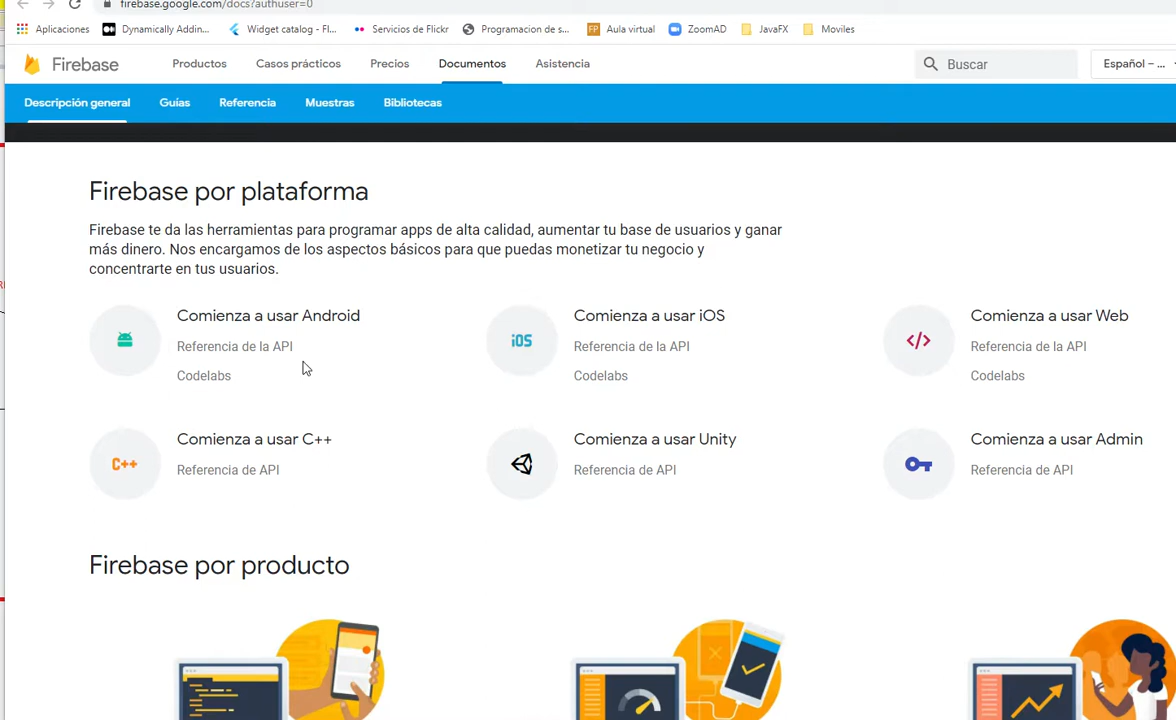 firebase.google.com/docs?authuser=0
Aplicaciones
Dynamically Addin...
Widget catalog - Fl...
Servicios de Flickr
Programacion de s...
FP Aula virtual
ZoomAD
JavaFX
Moviles
Firebase
Productos
Casos prácticos
Precios
Documentos
Asistencia
Buscar
Español – ...
Descripción general
Guías
Referencia
Muestras
Bibliotecas
Firebase por plataforma
Firebase te da las herramientas para programar apps de alta calidad, aumentar tu base de usuarios y ganar
más dinero. Nos encargamos de los aspectos básicos para que puedas monetizar tu negocio y
concentrarte en tus usuarios.
Comienza a usar Android
Referencia de la API
Codelabs
iOS
Comienza a usar iOS
Referencia de la API
Codelabs
</>
Comienza a usar Web
Referencia de la API
Codelabs
C++
Comienza a usar C++
Referencia de API
Comienza a usar Unity
Referencia de API
Comienza a usar Admin
Referencia de API
Firebase por producto